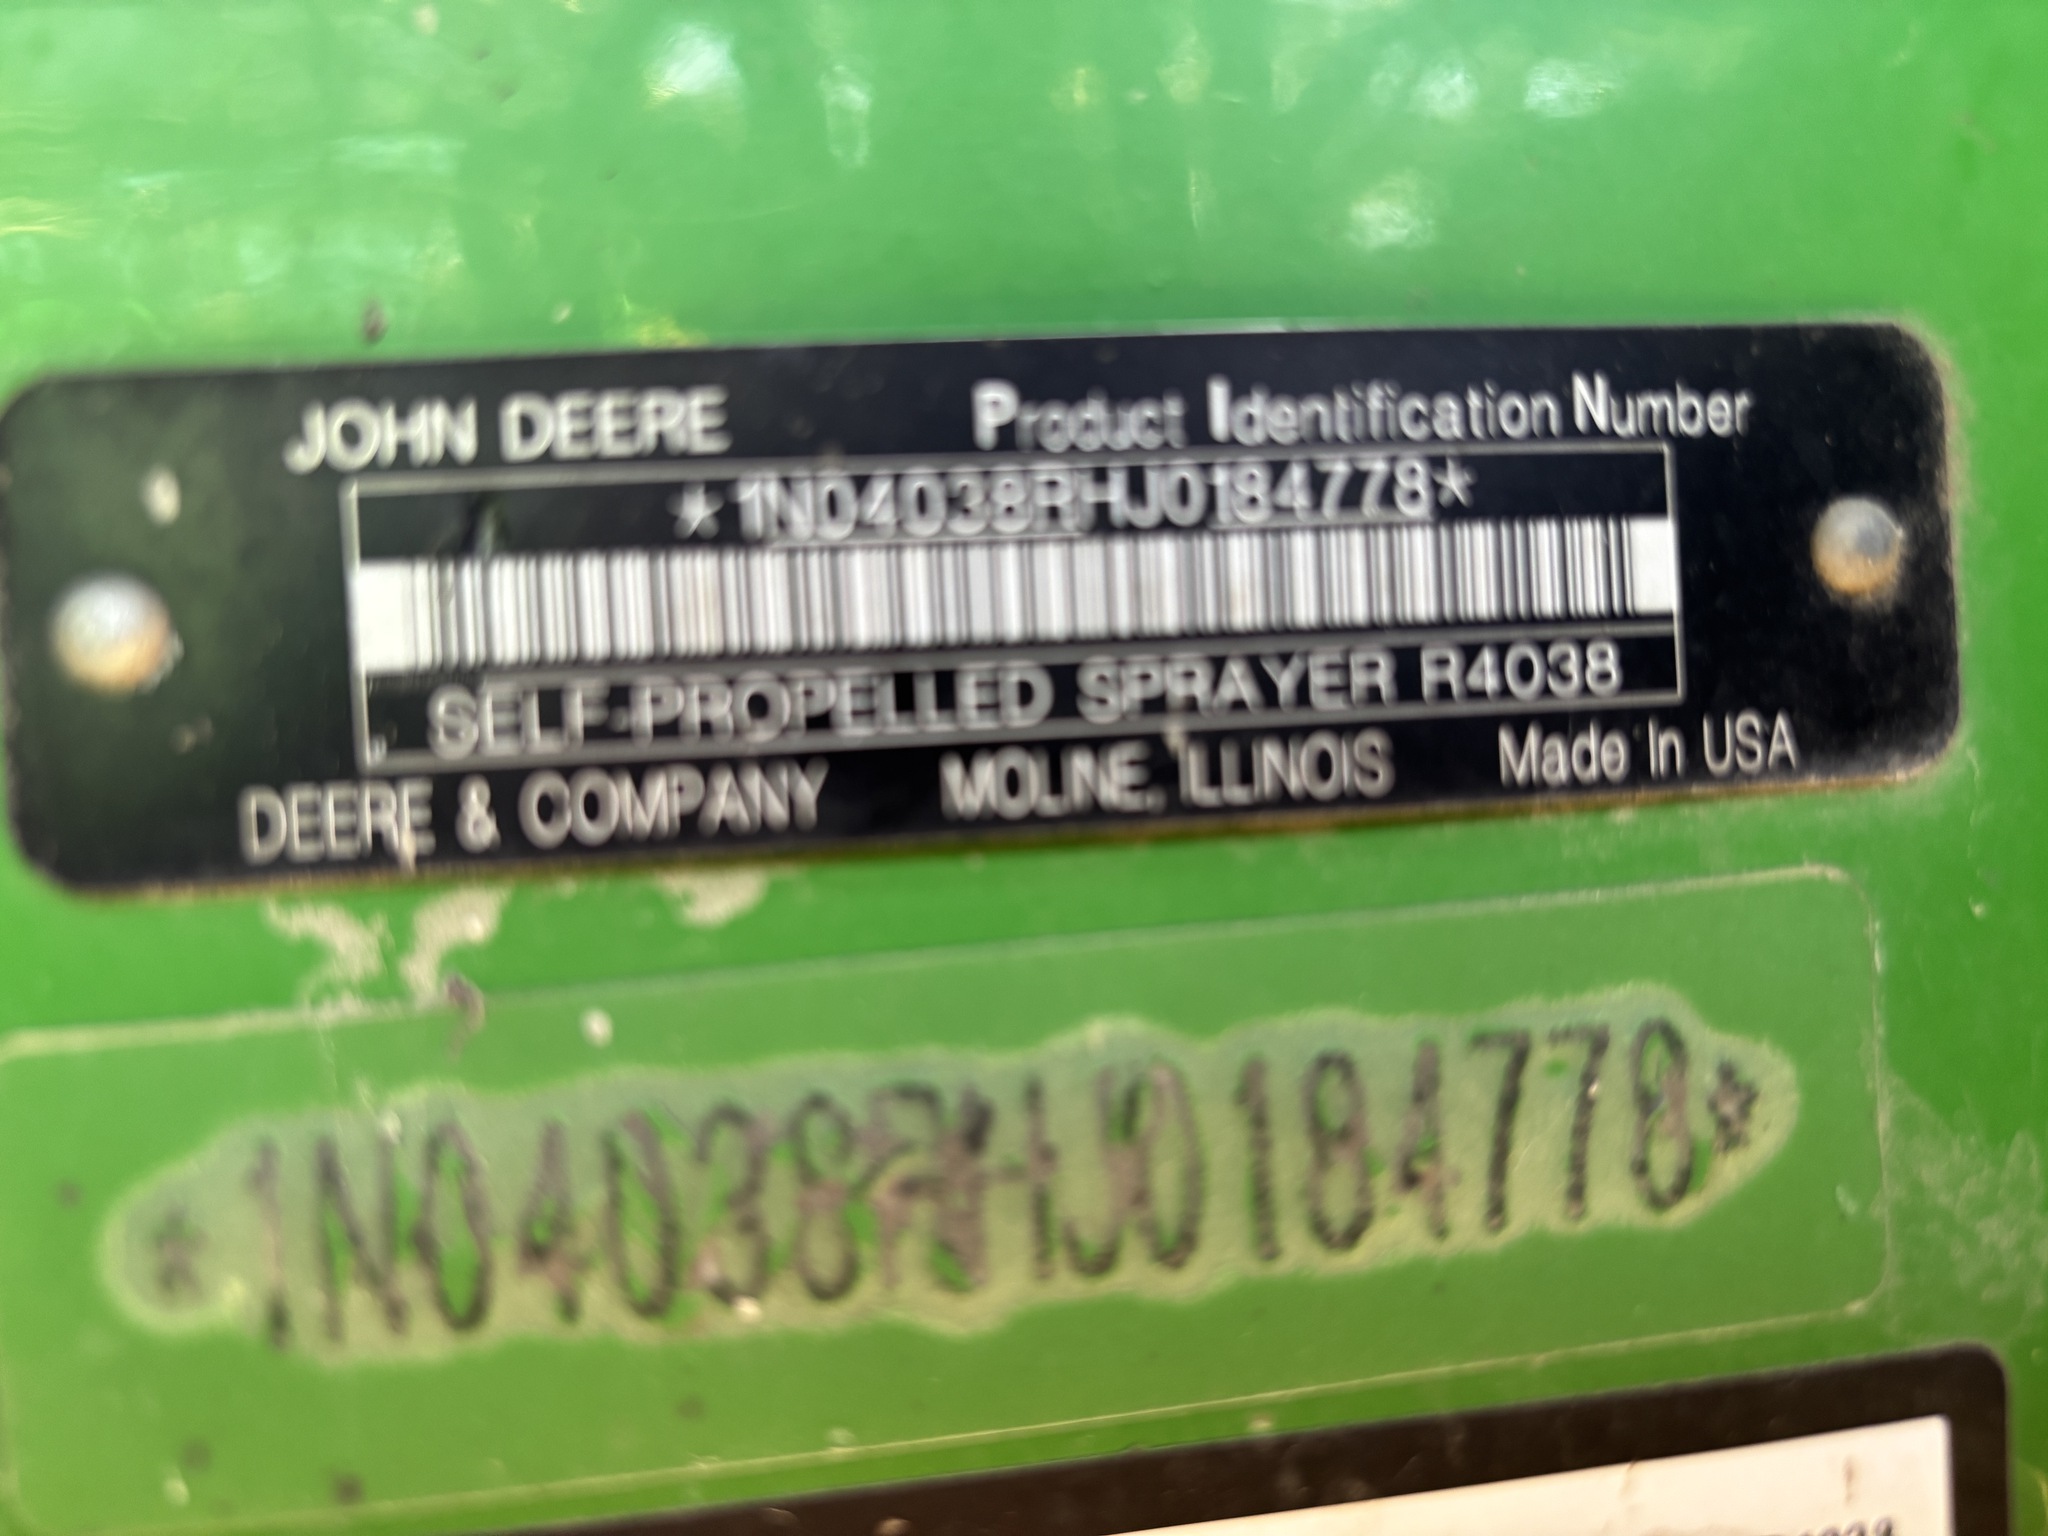 JOHN DEERE Product Identification Number
*1N04038RHJ0184778*
SELF-PROPELLED SPRAYER R4038
DEERE & COMPANY MOLINE, ILLINOIS Made In USA
*1N04038RHJ0184778*